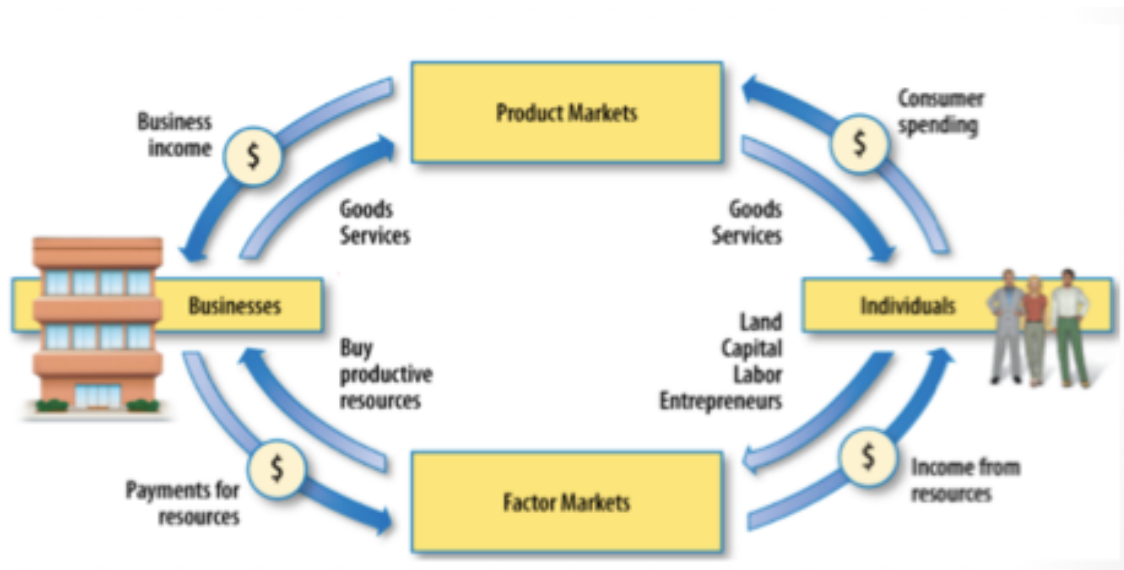 Product Markets
Business
income
$
Consumer
spending
$
Goods
Services
Goods
Services
Businesses
Individuals
Buy
productive
resources
Land
Capital
Labor
Entrepreneurs
Payments for
resources
$
Factor Markets
$
Income from
resources